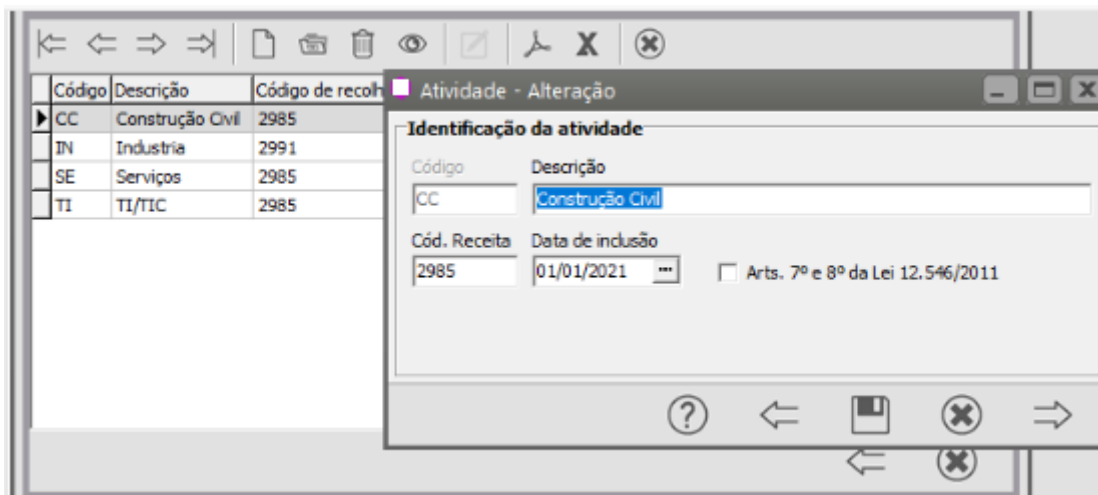 Código Descrição Código de recolh
CC Construção Civil 2985
IN Industria 2991
SE Serviços 2985
TI TI/TIC 2985
Atividade - Alteração
Identificação da atividade
Código Descrição
CC Construção Civil
Cód. Receita Data de inclusão
2985 01/01/2021 ... Arts. 7º e 8º da Lei 12.546/2011